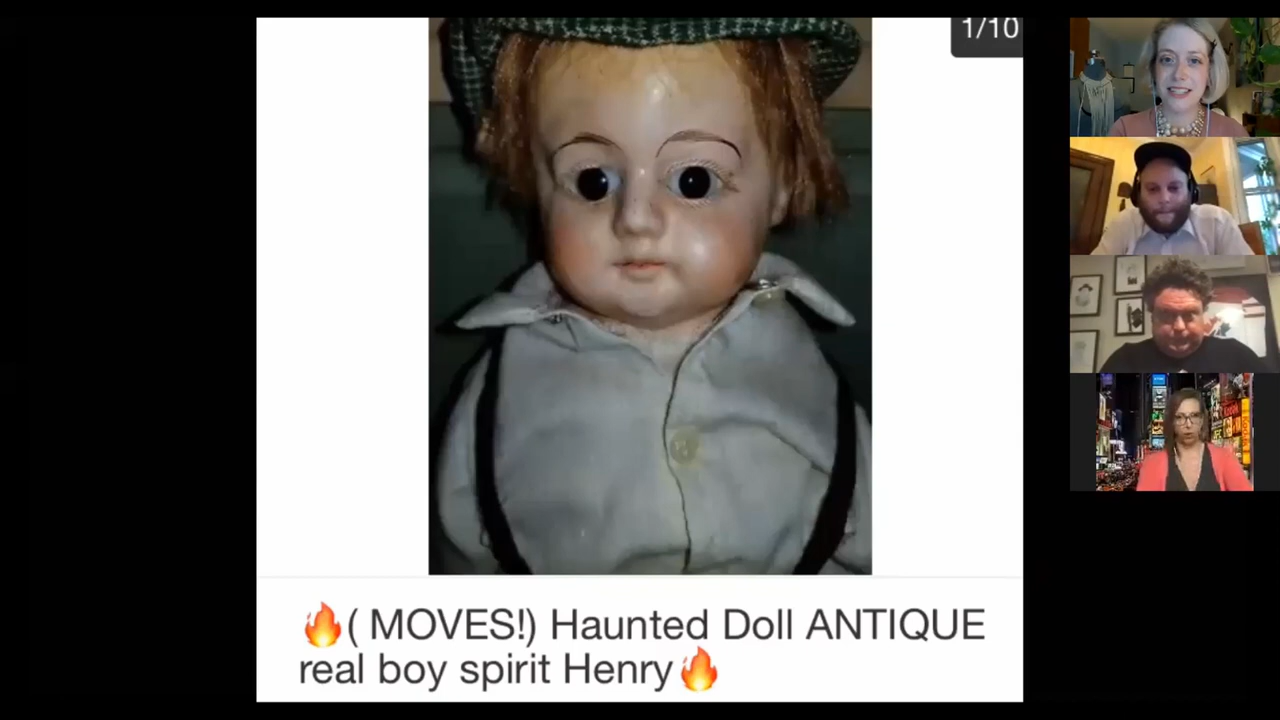 1/10
🔥( MOVES!) Haunted Doll ANTIQUE
real boy spirit Henry🔥